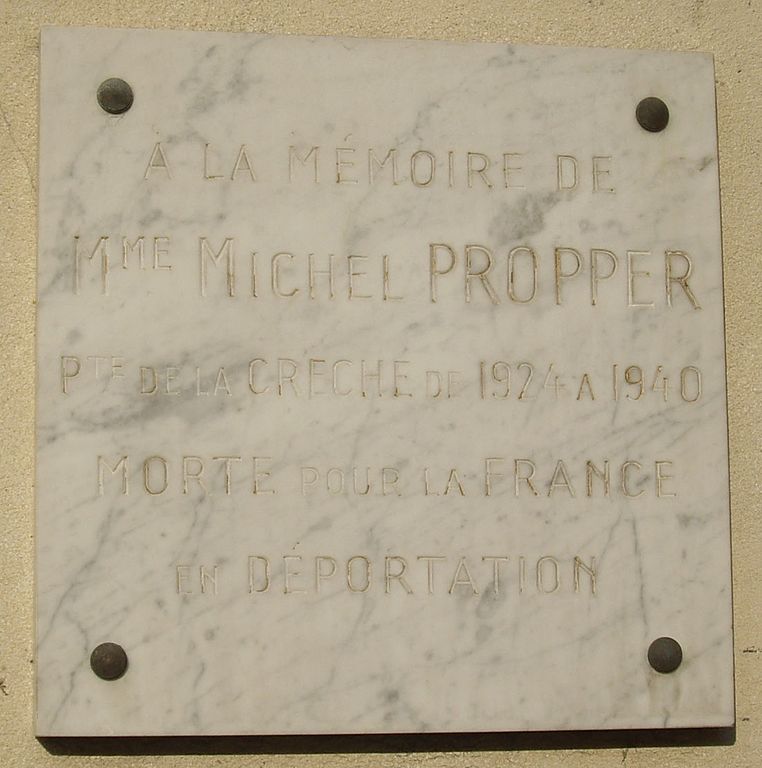 À LA MÉMOIRE DE
MME MICHEL PROPPER
PTE DE LA CRECHE DE 1924 A 1940
MORTE POUR LA FRANCE
EN DÉPORTATION